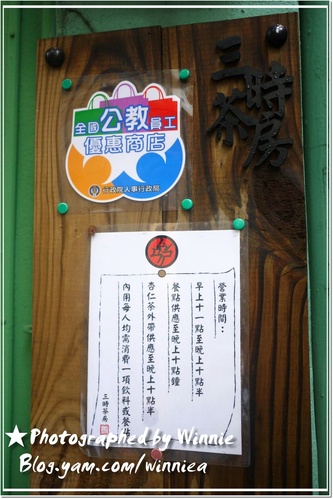 三時
茶房
全國公教員工
優惠商店
行政院人事行政局
營業時間：
早上十一點至晚上十點半
餐點供應至晚上十點鐘
杏仁茶外帶供應至晚上十點半
內用每人均需消費一項飲料或餐點
三時茶房
★Photographed by Winnie
Blog.yam.com/winniea